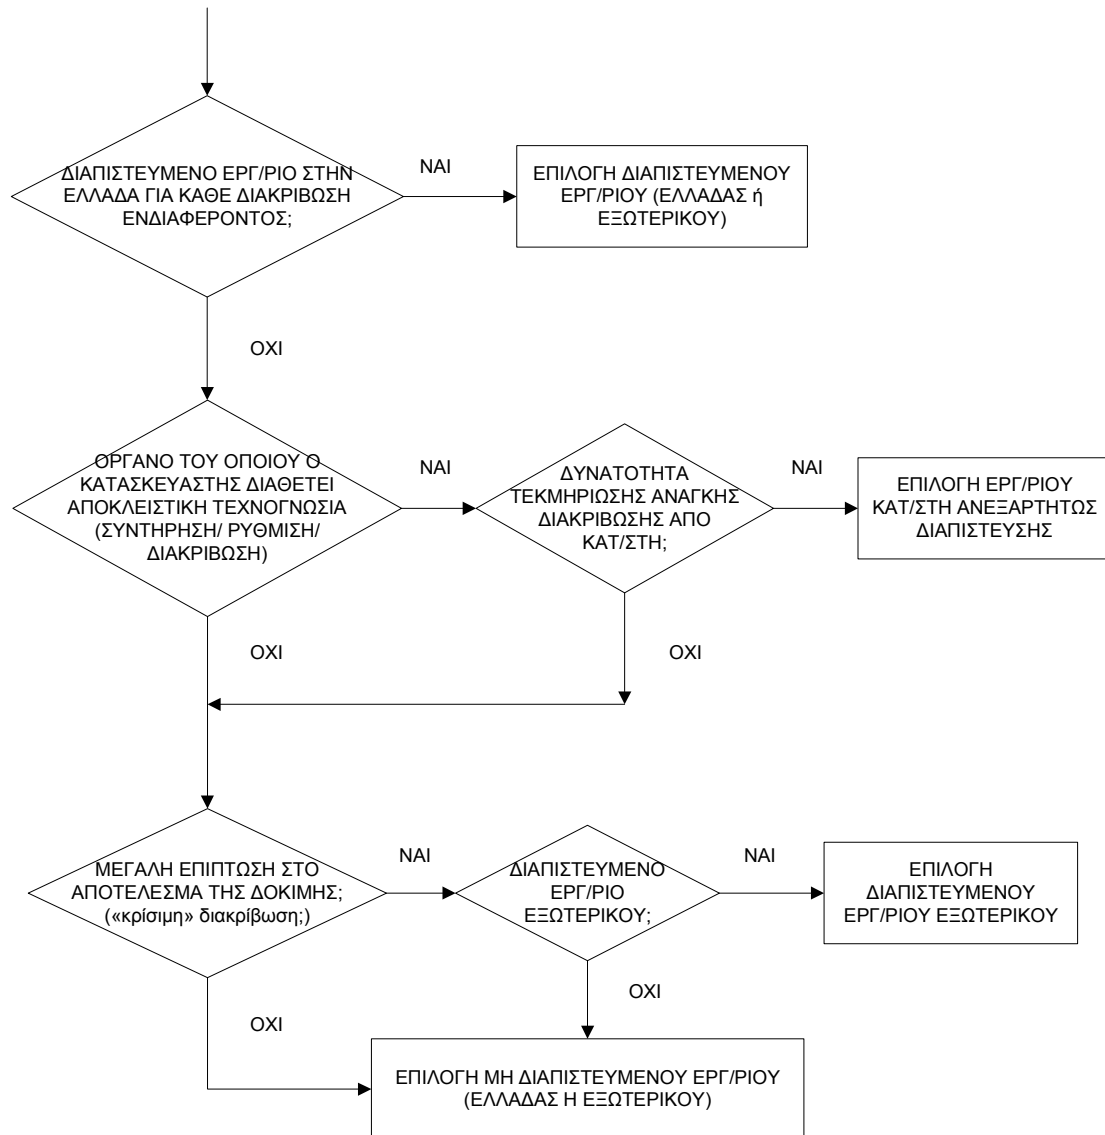 ΔΙΑΠΙΣΤΕΥΜΕΝΟ ΕΡΓ/ΡΙΟ ΣΤΗΝ
ΕΛΛΑΔΑ ΓΙΑ ΚΑΘΕ ΔΙΑΚΡΙΒΩΣΗ
ΕΝΔΙΑΦΕΡΟΝΤΟΣ;
ΝΑΙ
ΕΠΙΛΟΓΗ ΔΙΑΠΙΣΤΕΥΜΕΝΟΥ
ΕΡΓ/ΡΙΟΥ (ΕΛΛΑΔΑΣ ή
ΕΞΩΤΕΡΙΚΟΥ)
ΟΧΙ
ΟΡΓΑΝΟ ΤΟΥ ΟΠΟΙΟΥ Ο
ΚΑΤΑΣΚΕΥΑΣΤΗΣ ΔΙΑΘΕΤΕΙ
ΑΠΟΚΛΕΙΣΤΙΚΗ ΤΕΧΝΟΓΝΩΣΙΑ
(ΣΥΝΤΗΡΗΣΗ/ ΡΥΘΜΙΣΗ/
ΔΙΑΚΡΙΒΩΣΗ)
ΝΑΙ
ΔΥΝΑΤΟΤΗΤΑ
ΤΕΚΜΗΡΙΩΣΗΣ ΑΝΑΓΚΗΣ
ΔΙΑΚΡΙΒΩΣΗΣ ΑΠΟ
ΚΑΤ/ΣΤΗ;
ΝΑΙ
ΕΠΙΛΟΓΗ ΕΡΓ/ΡΙΟΥ
ΚΑΤ/ΣΤΗ ΑΝΕΞΑΡΤΗΤΩΣ
ΔΙΑΠΙΣΤΕΥΣΗΣ
ΟΧΙ
ΟΧΙ
ΜΕΓΑΛΗ ΕΠΙΠΤΩΣΗ ΣΤΟ
ΑΠΟΤΕΛΕΣΜΑ ΤΗΣ ΔΟΚΙΜΗΣ;
(«κρίσιμη» διακρίβωση;)
ΝΑΙ
ΔΙΑΠΙΣΤΕΥΜΕΝΟ
ΕΡΓ/ΡΙΟ
ΕΞΩΤΕΡΙΚΟΥ;
ΝΑΙ
ΕΠΙΛΟΓΗ
ΔΙΑΠΙΣΤΕΥΜΕΝΟΥ
ΕΡΓ/ΡΙΟΥ ΕΞΩΤΕΡΙΚΟΥ
ΟΧΙ
ΟΧΙ
ΕΠΙΛΟΓΗ ΜΗ ΔΙΑΠΙΣΤΕΥΜΕΝΟΥ ΕΡΓ/ΡΙΟΥ
(ΕΛΛΑΔΑΣ Η ΕΞΩΤΕΡΙΚΟΥ)